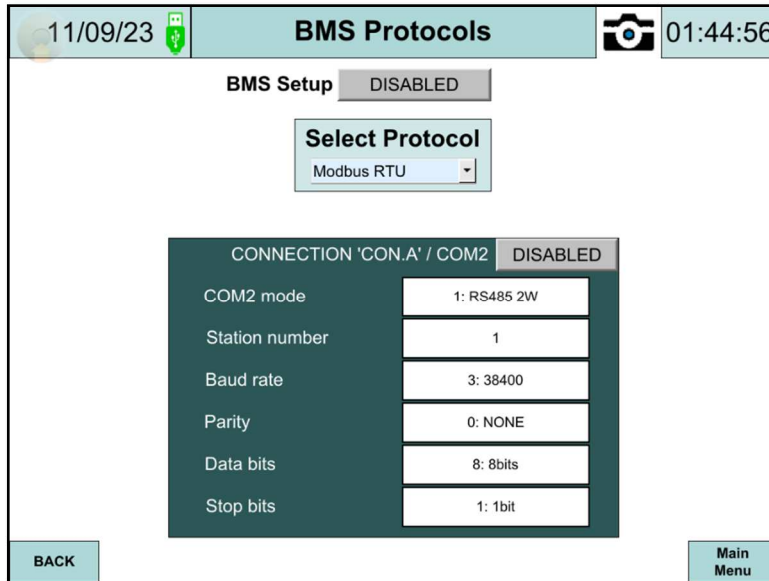 11/09/23
BMS Protocols
01:44:56
BMS Setup DISABLED
Select Protocol
Modbus RTU
CONNECTION 'CON.A' / COM2 DISABLED
COM2 mode 1: RS485 2W
Station number 1
Baud rate 3: 38400
Parity 0: NONE
Data bits 8: 8bits
Stop bits 1: 1bit
BACK
Main
Menu